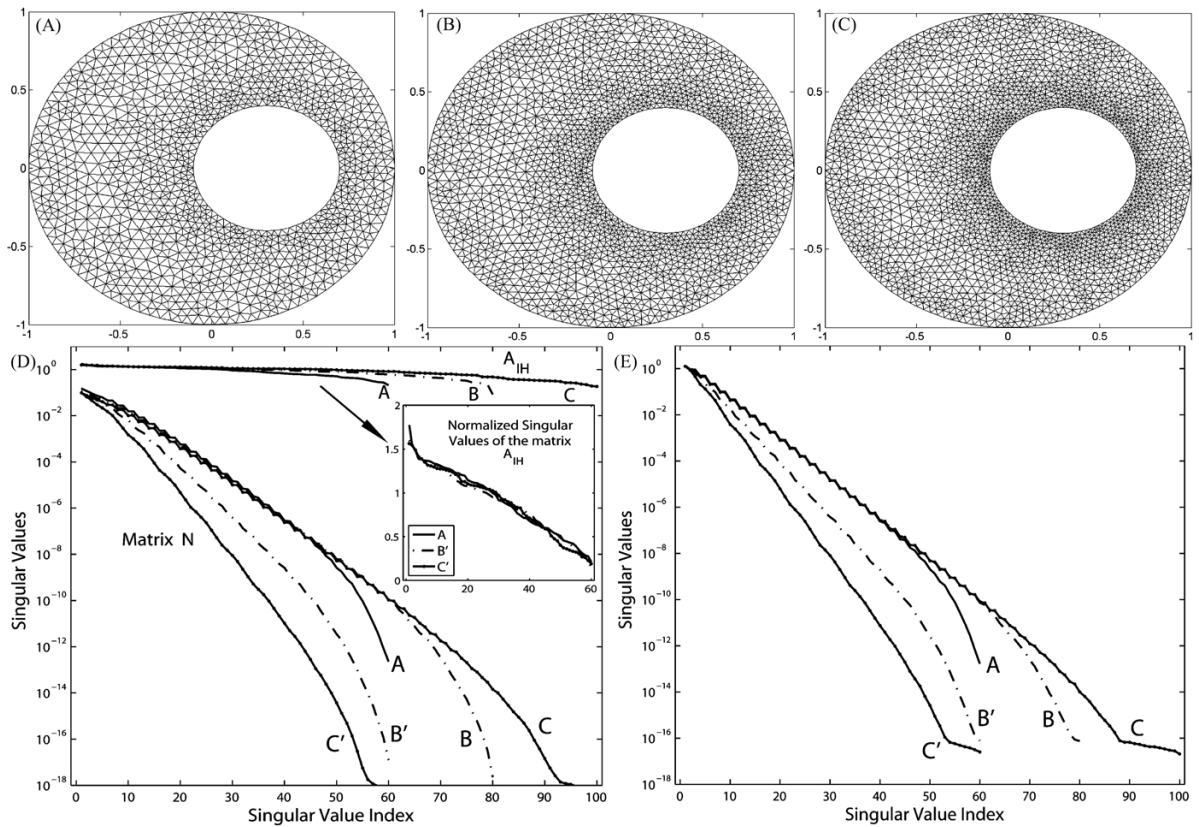 (A)
1
0.5
0
-0.5
-1
-1 -0.5 0 0.5 1
(B)
1
0.5
0
-0.5
-1
-1 -0.5 0 0.5 1
(C)
1
0.5
0
-0.5
-1
-1 -0.5 0 0.5 1
(D)
Singular Values
10^0
10^-2
10^-4
10^-6
10^-8
10^-10
10^-12
10^-14
10^-16
10^-18
A_IH
A
B
C
Matrix N
Normalized Singular
Values of the matrix
A_IH
2
1.5
1
0.5
0
A
B′
C′
0 20 40 60
A
B′
C′
B
C
0 10 20 30 40 50 60 70 80 90 100
Singular Value Index
(E)
Singular Values
10^0
10^-2
10^-4
10^-6
10^-8
10^-10
10^-12
10^-14
10^-16
10^-18
A
B′
C′
B
C
0 10 20 30 40 50 60 70 80 90 100
Singular Value Index